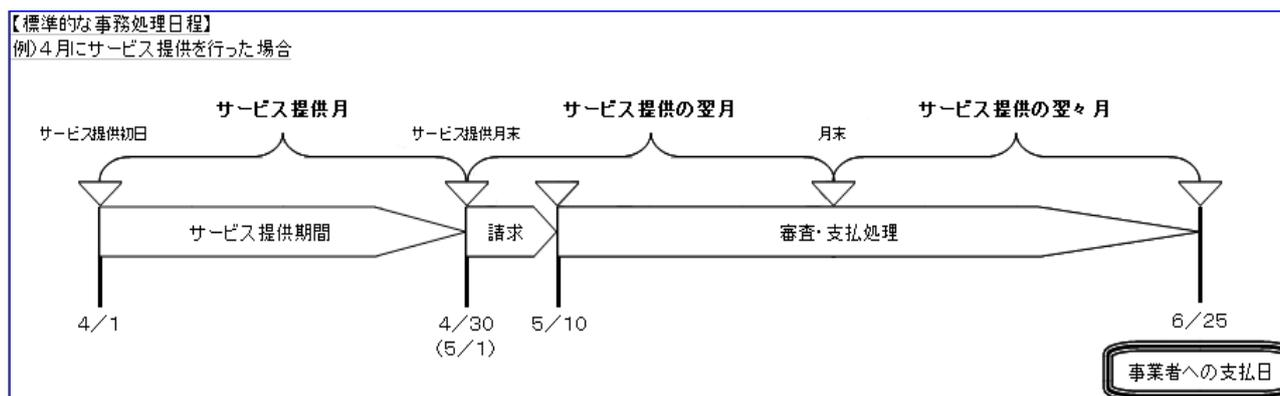 【標準的な事務処理日程】
例)4月にサービス提供を行った場合
サービス提供月
サービス提供の翌月
サービス提供の翌々月
サービス提供初日
サービス提供月末
月末
サービス提供期間
請求
審査・支払処理
4/1
4/30
5/10
6/25
(5/1)
事業者への支払日